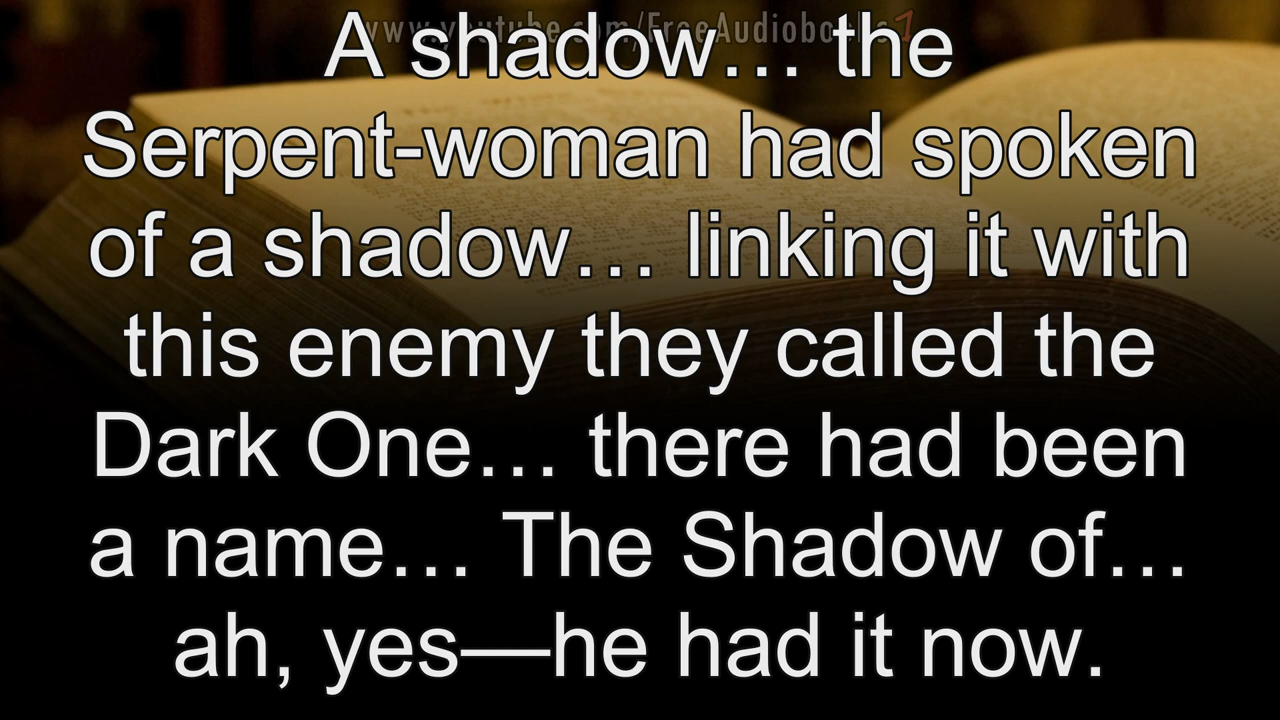 www.youtube.com/FreeAudiobooks1
A shadow… the
Serpent-woman had spoken
of a shadow… linking it with
this enemy they called the
Dark One… there had been
a name… The Shadow of…
ah, yes—he had it now.